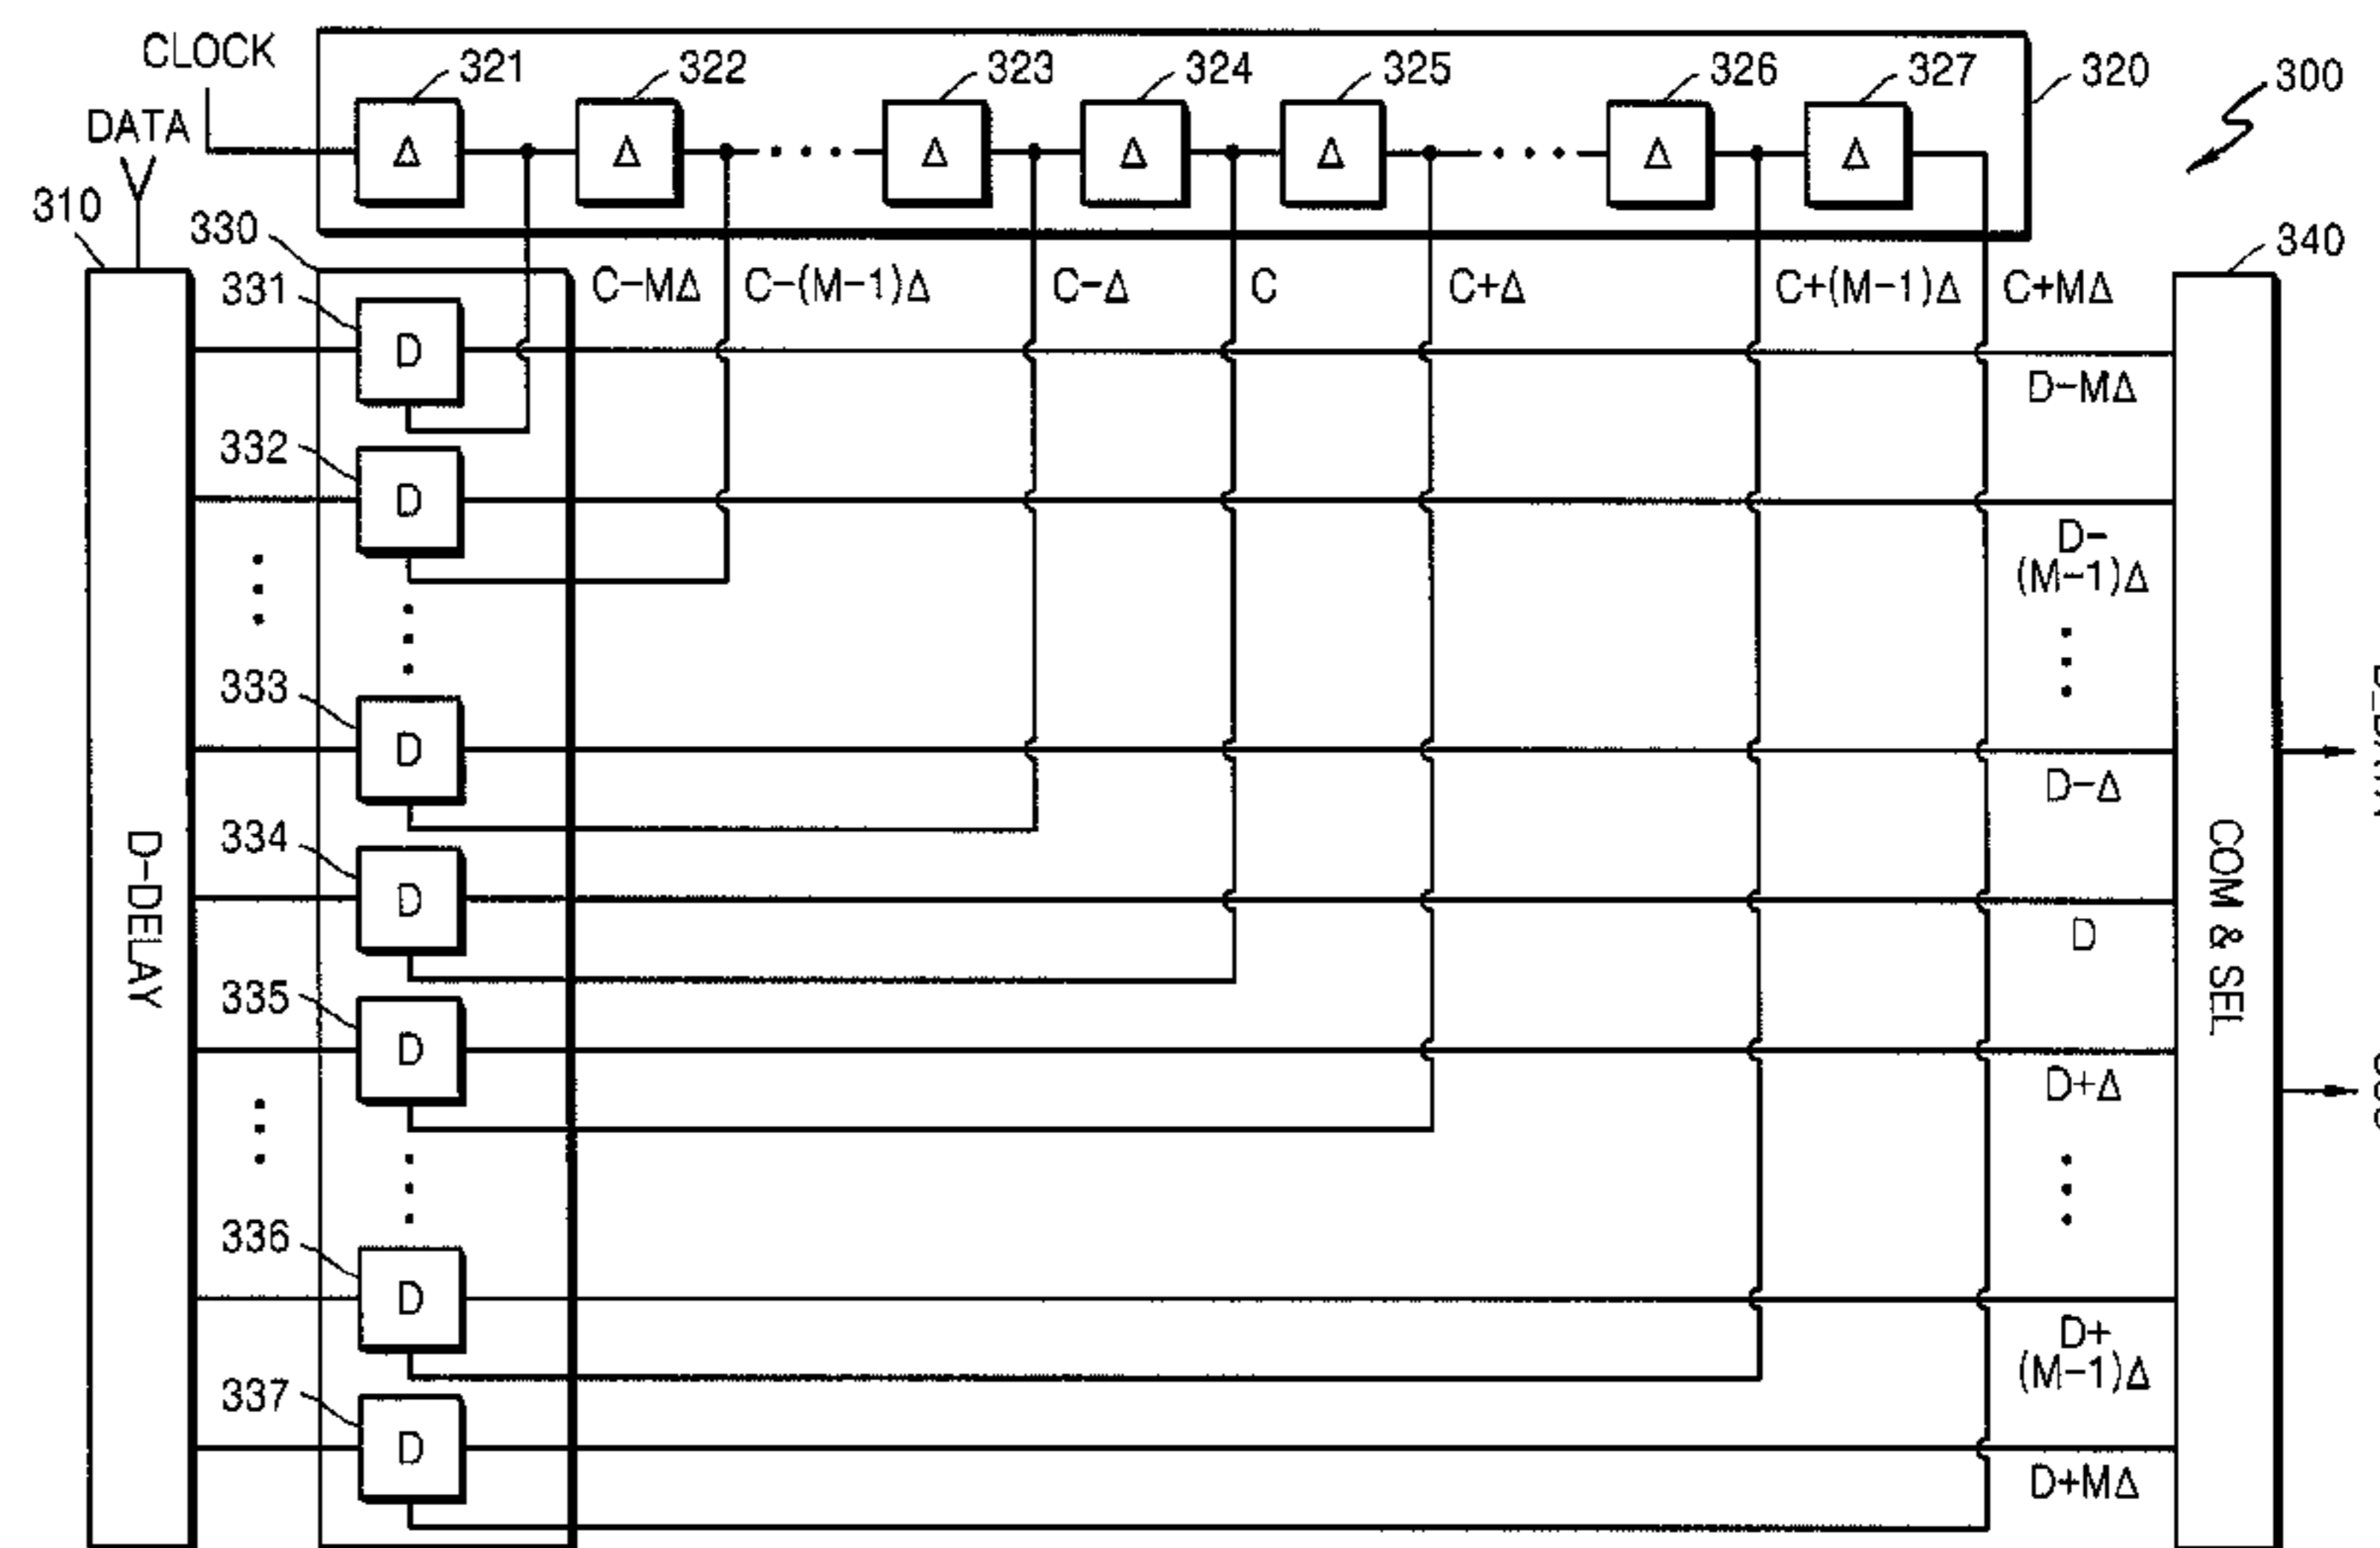 CLOCK
DATA
321
322
323
324
325
326
327
320
300
Δ
Δ
Δ
Δ
Δ
Δ
Δ
310
330
340
C-MΔ
C-(M-1)Δ
C-Δ
C
C+Δ
C+(M-1)Δ
C+MΔ
331
D
D-MΔ
332
D
D-
(M-1)Δ
333
D
D-Δ
334
D
D
335
D
D+Δ
336
D
D+
(M-1)Δ
337
D
D+MΔ
D-DELAY
COM & SEL